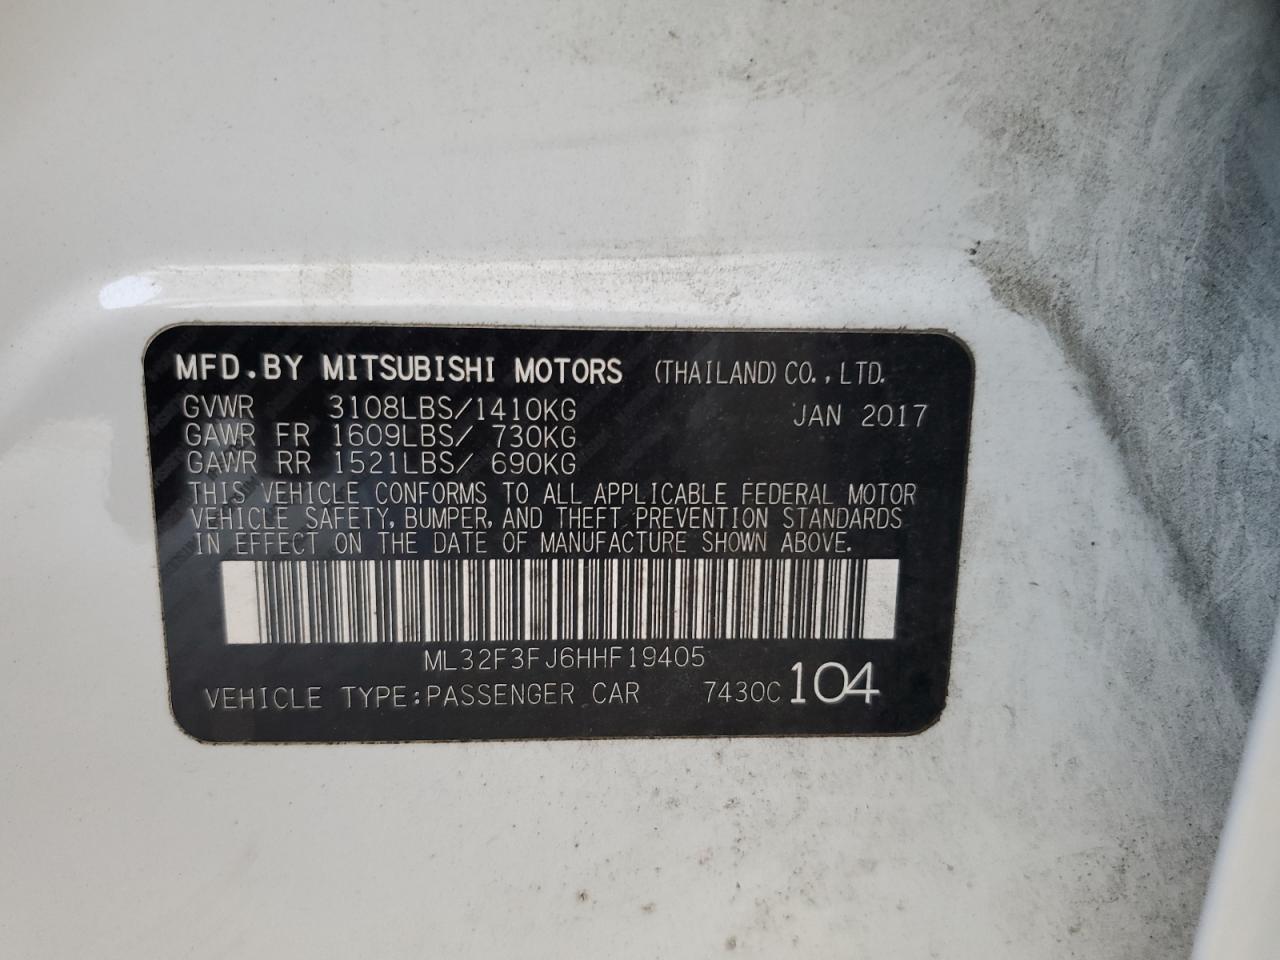 MFD.BY MITSUBISHI MOTORS (THAILAND) CO.,LTD.
GVWR 3108LBS/1410KG JAN 2017
GAWR FR 1609LBS/ 730KG
GAWR RR 1521LBS/ 690KG
THIS VEHICLE CONFORMS TO ALL APPLICABLE FEDERAL MOTOR
VEHICLE SAFETY, BUMPER, AND THEFT PREVENTION STANDARDS
IN EFFECT ON THE DATE OF MANUFACTURE SHOWN ABOVE.
ML32F3FJ6HHF19405
VEHICLE TYPE:PASSENGER CAR 7430C 104